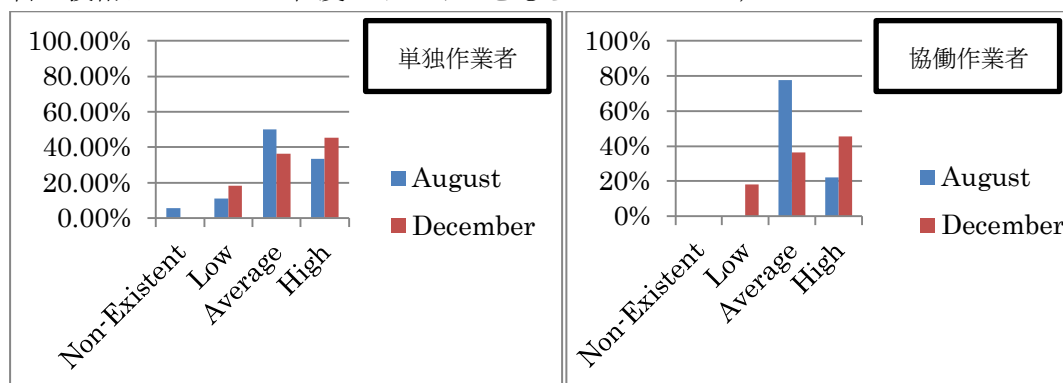 100.00%
80.00%
60.00%
40.00%
20.00%
0.00%
Non-Existent
Low
Average
High
単独作業者
August
December
100%
80%
60%
40%
20%
0%
Non-Existent
Low
Average
High
協働作業者
August
December